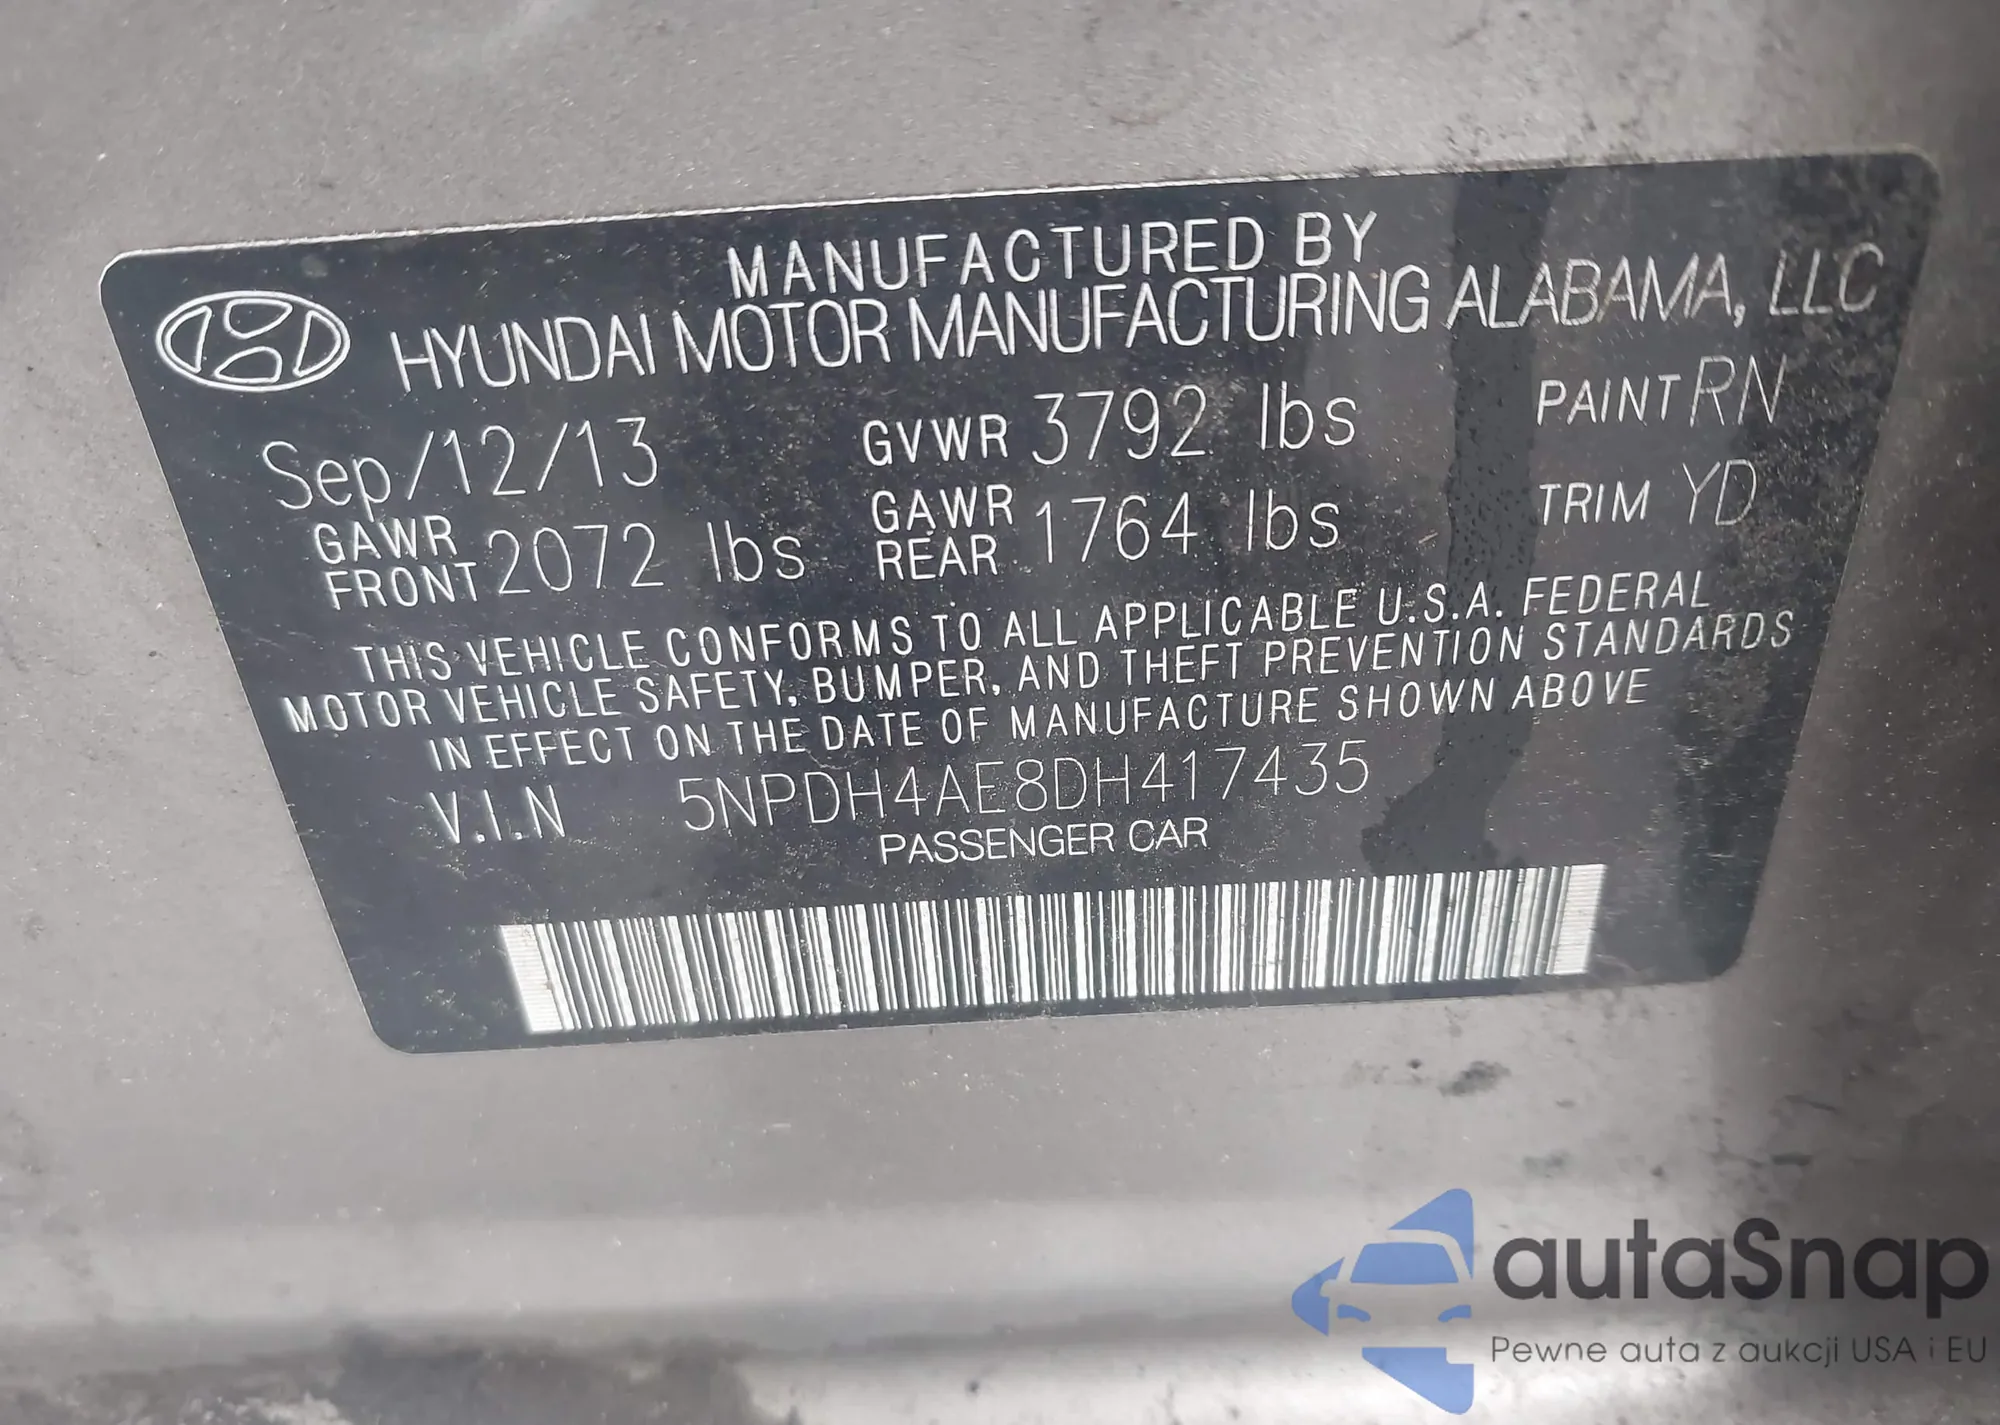 MANUFACTURED BY
HYUNDAI MOTOR MANUFACTURING ALABAMA, LLC
Sep/12/13 GVWR 3792 lbs PAINT RN
GAWR FRONT 2072 lbs GAWR REAR 1764 lbs TRIM YD
THIS VEHICLE CONFORMS TO ALL APPLICABLE U.S.A. FEDERAL
MOTOR VEHICLE SAFETY, BUMPER, AND THEFT PREVENTION STANDARDS
IN EFFECT ON THE DATE OF MANUFACTURE SHOWN ABOVE
V.I.N 5NPDH4AE8DH417435
PASSENGER CAR
autaSnap
Pewne auta z aukcji USA i EU